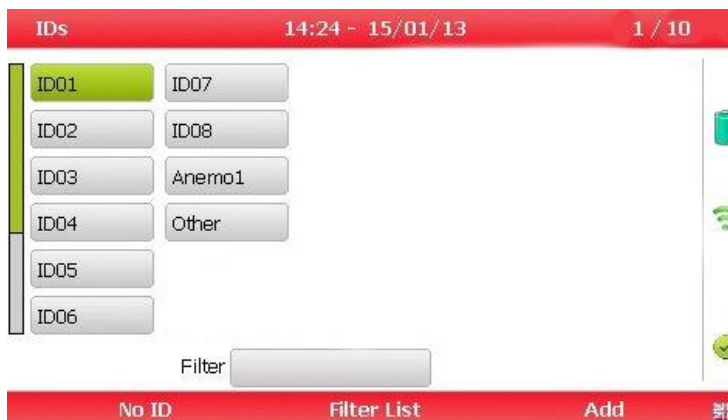 IDs 14:24 - 15/01/13 1 / 10
ID01 ID07
ID02 ID08
ID03 Anemo1
ID04 Other
ID05
ID06
Filter
No ID Filter List Add